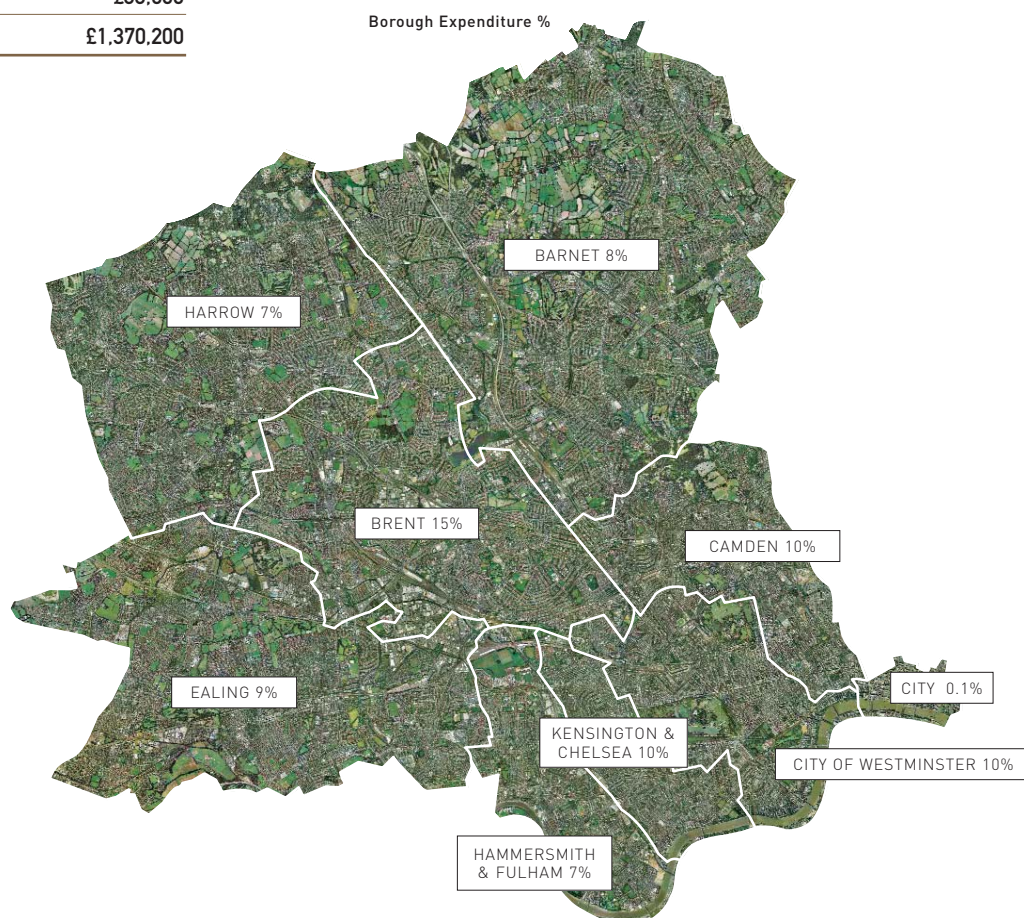 £1,370,200
Borough Expenditure %
BARNET 8%
HARROW 7%
BRENT 15%
CAMDEN 10%
EALING 9%
CITY 0.1%
KENSINGTON &
CHELSEA 10%
CITY OF WESTMINSTER 10%
HAMMERSMITH
& FULHAM 7%